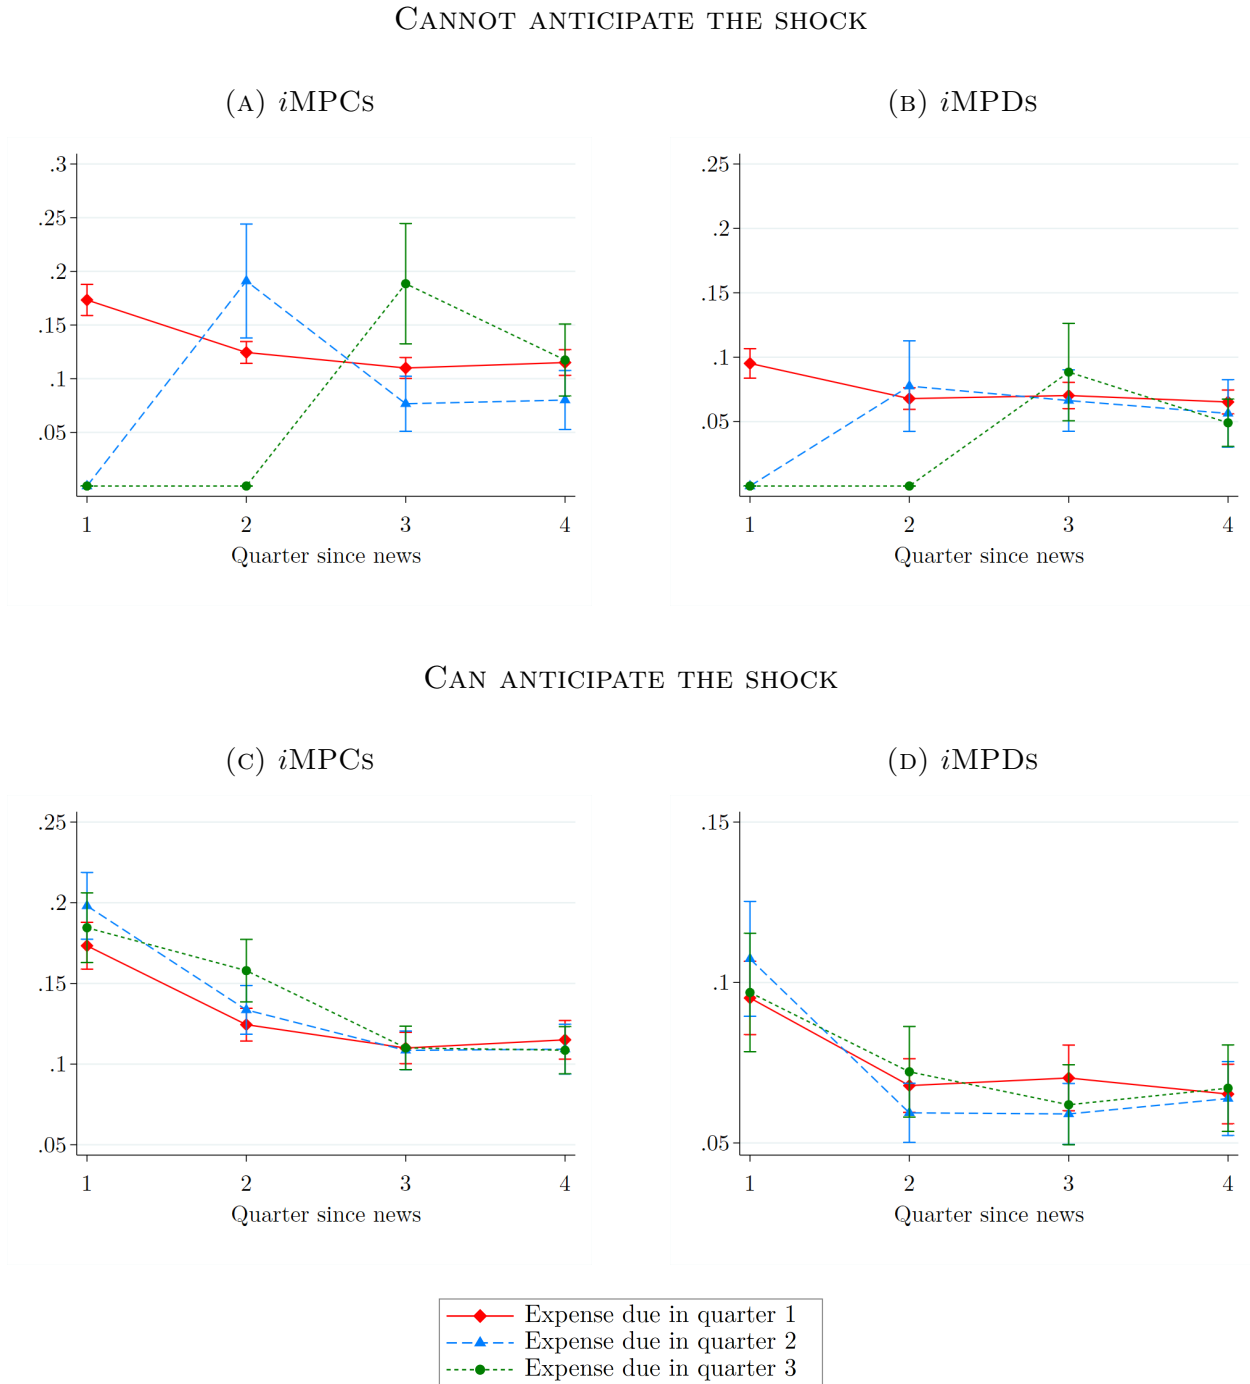 CANNOT ANTICIPATE THE SHOCK
(A) iMPCs
(B) iMPDs
.3
.25
.2
.15
.1
.05
1 2 3 4
Quarter since news
.25
.2
.15
.1
.05
1 2 3 4
Quarter since news
CAN ANTICIPATE THE SHOCK
(C) iMPCs
(D) iMPDs
.25
.2
.15
.1
.05
1 2 3 4
Quarter since news
.15
.1
.05
1 2 3 4
Quarter since news
Expense due in quarter 1
Expense due in quarter 2
Expense due in quarter 3